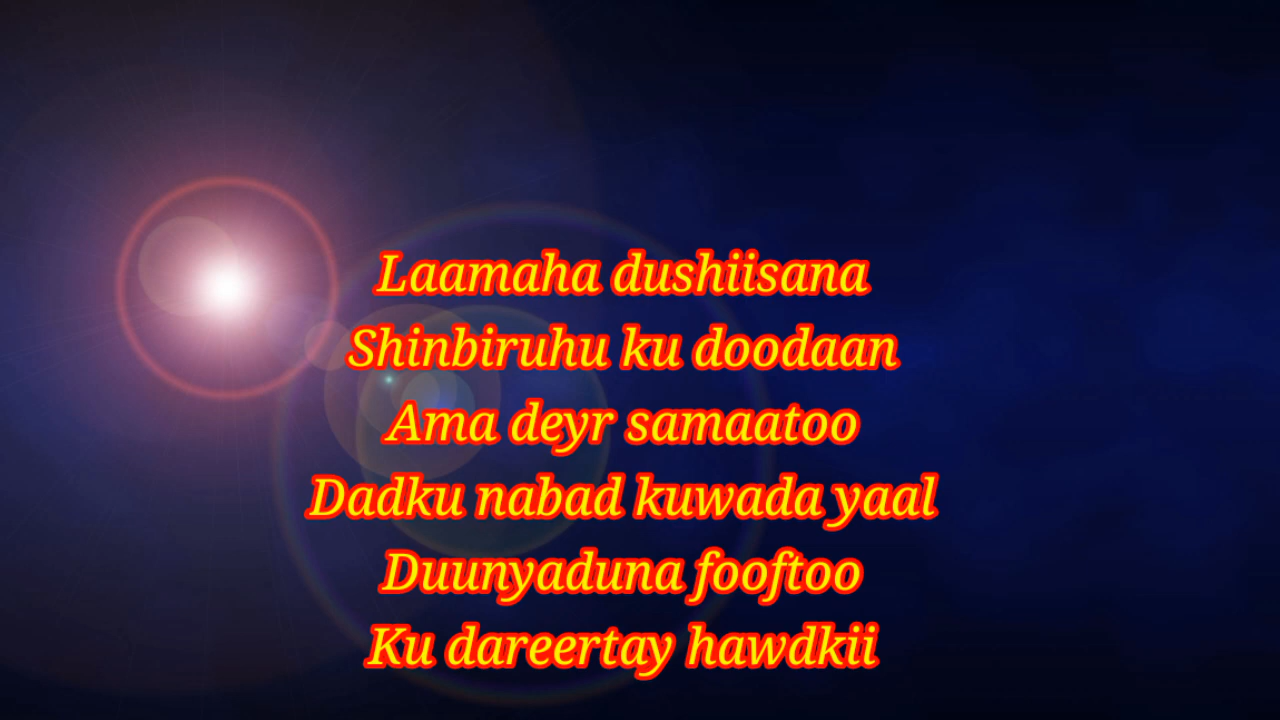 Laamaha dushiisana
Shinbiruhu ku doodaan
Ama deyr samaatoo
Dadku nabad kuwada yaal
Duunyaduna fooftoo
Ku dareertay hawdkii